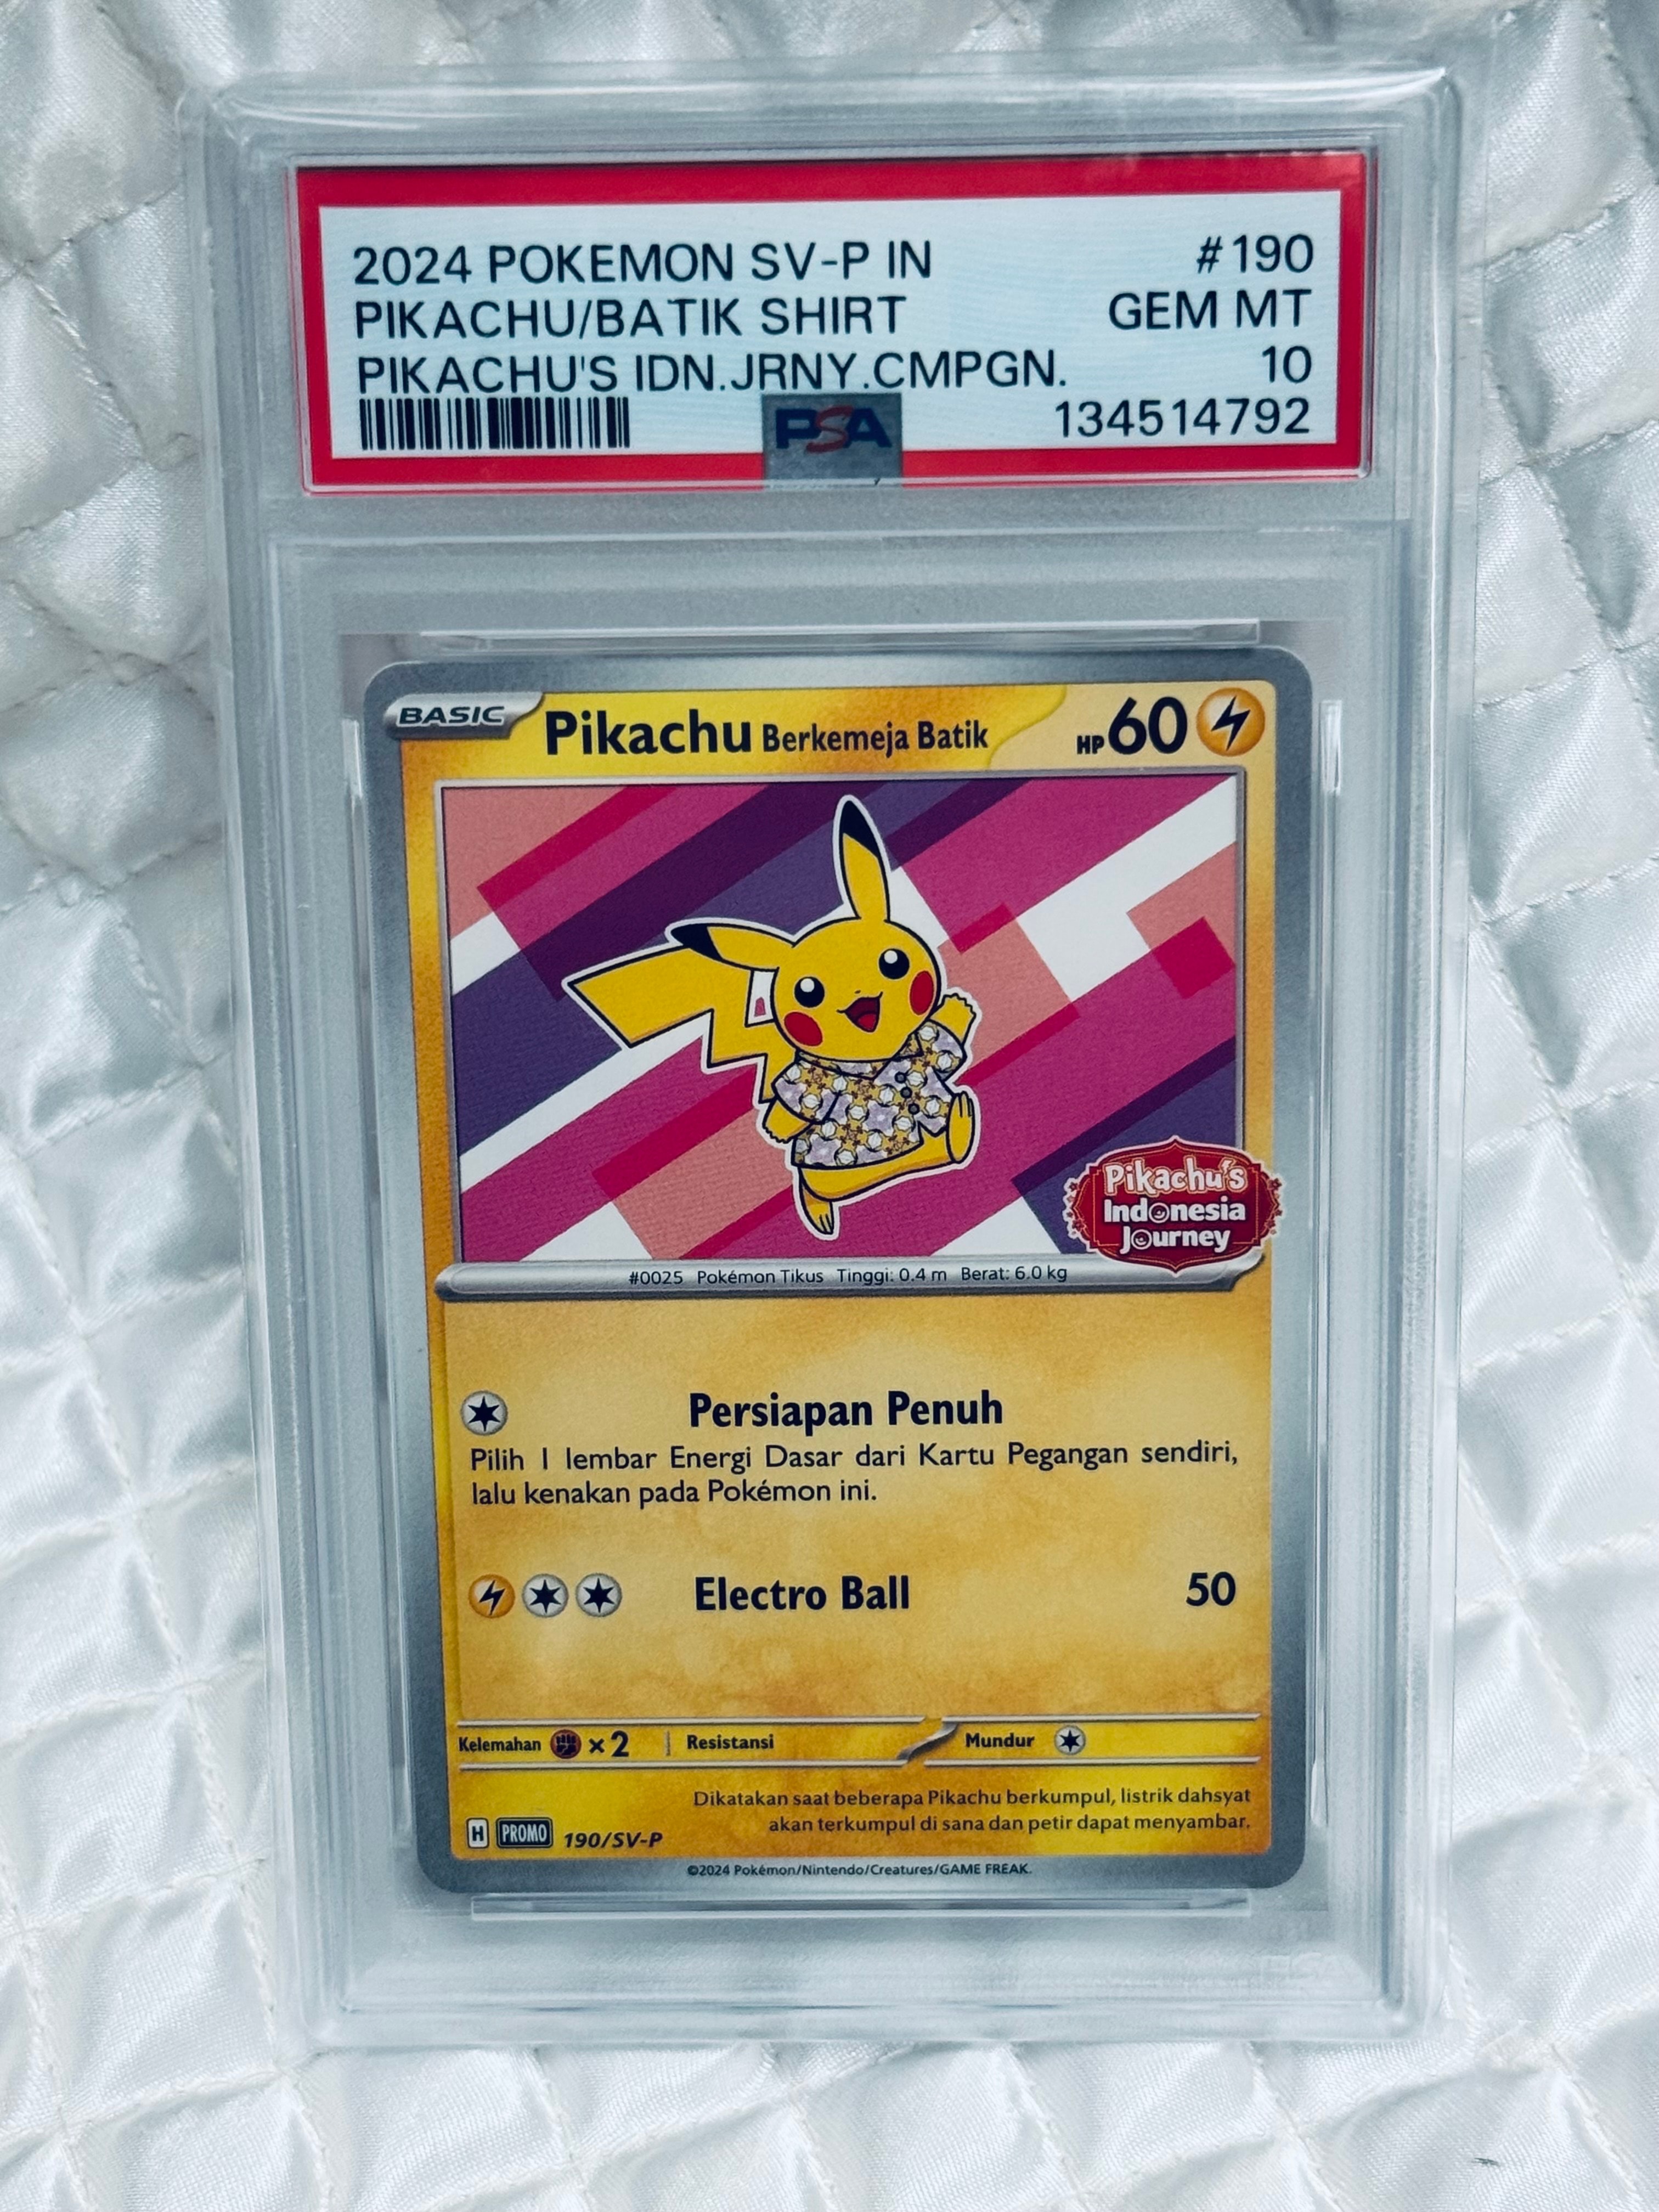 2024 POKEMON SV-P IN #190
PIKACHU/BATIK SHIRT GEM MT
PIKACHU'S IDN.JRNY.CMPGN. 10
PSA 134514792
BASIC Pikachu Berkemeja Batik HP 60
Pikachu's
Indonesia
Journey
#0025 Pokémon Tikus Tinggi: 0.4 m Berat: 6.0 kg
Persiapan Penuh
Pilih 1 lembar Energi Dasar dari Kartu Pegangan sendiri,
lalu kenakan pada Pokémon ini.
Electro Ball 50
Kelemahan ×2 Resistansi Mundur
Dikatakan saat beberapa Pikachu berkumpul, listrik dahsyat
akan terkumpul di sana dan petir dapat menyambar.
H PROMO 190/SV-P
©2024 Pokémon/Nintendo/Creatures/GAME FREAK.